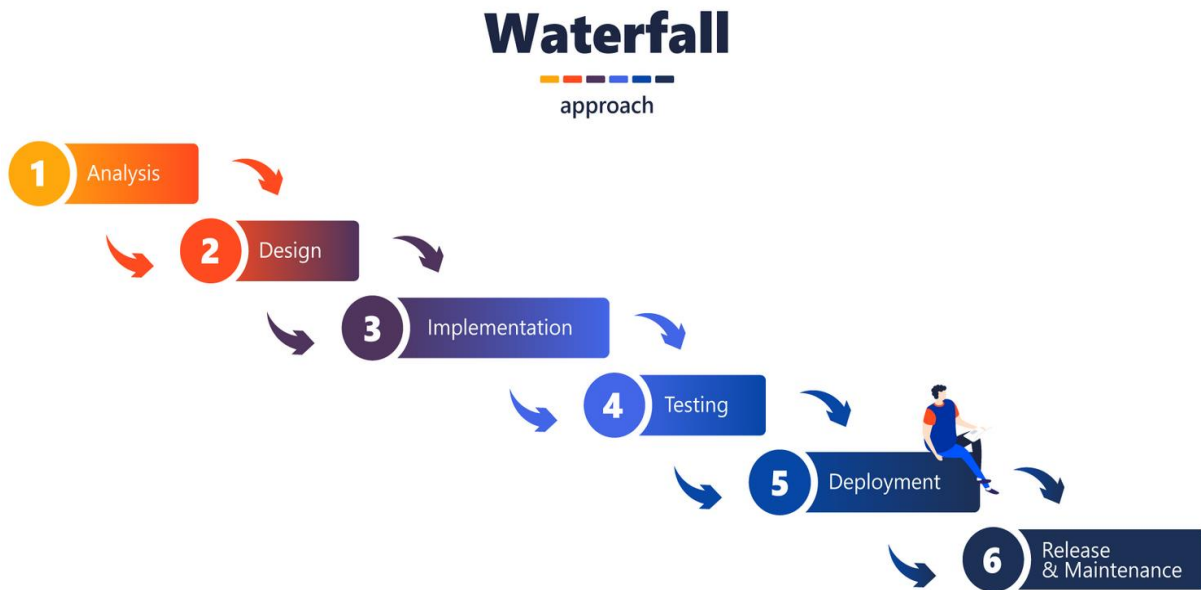 Waterfall
approach
1 Analysis
2 Design
3 Implementation
4 Testing
5 Deployment
6 Release
& Maintenance